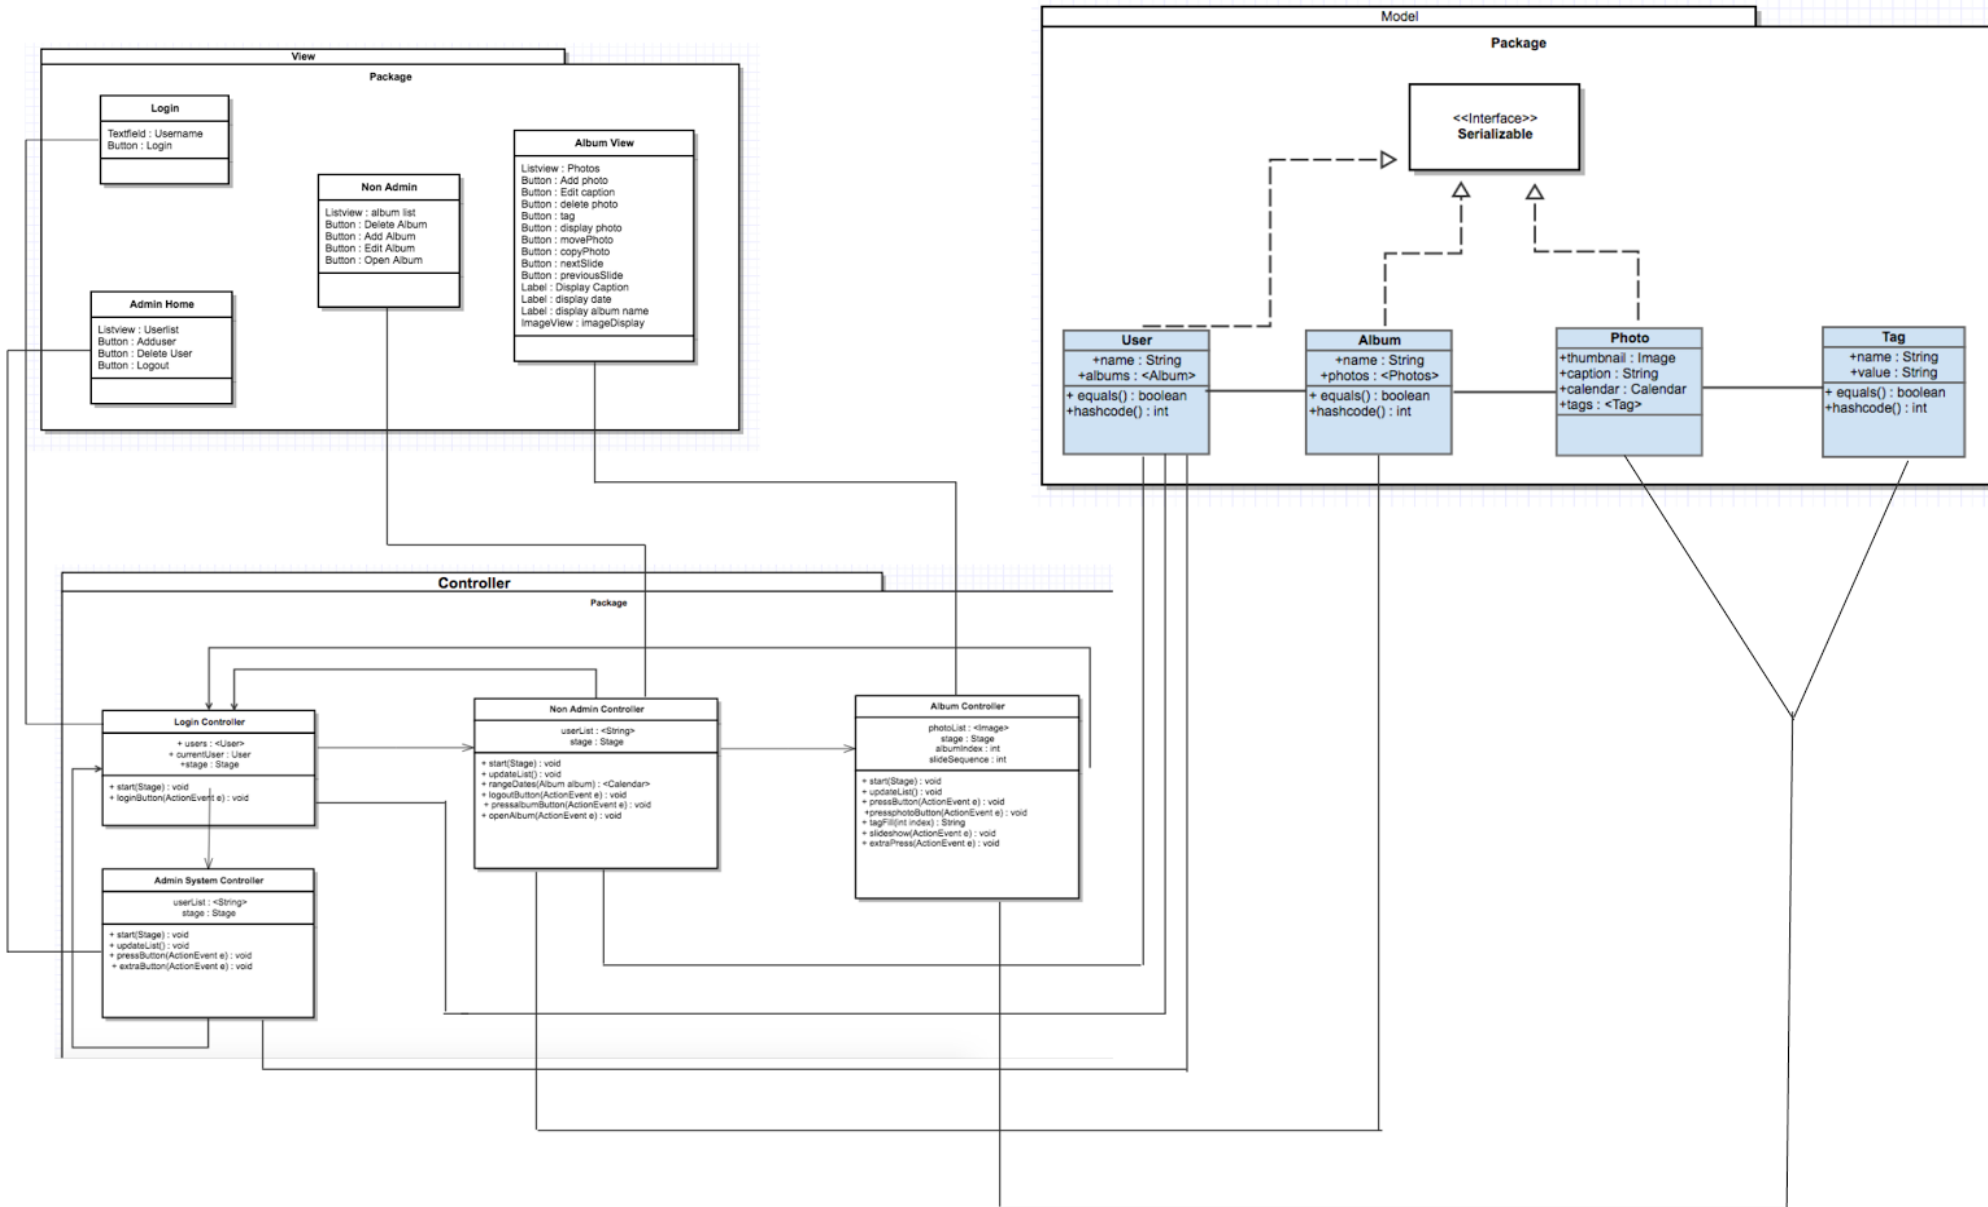 View
Package
Login
Textfield : Username
Button : Login
Non Admin
Listview : album list
Button : Delete Album
Button : Add Album
Button : Edit Album
Button : Open Album
Album View
Listview : Photos
Button : Add photo
Button : Edit caption
Button : delete photo
Button : tag
Button : display photo
Button : movePhoto
Button : copyPhoto
Button : nextSlide
Button : previousSlide
Label : Display Caption
Label : display date
Label : display album name
ImageView : imageDisplay
Admin Home
Listview : Userlist
Button : Adduser
Button : Delete User
Button : Logout
Model
Package
<<Interface>>
Serializable
User
+name : String
+albums : <Album>
+ equals() : boolean
+hashcode() : int
Album
+name : String
+photos : <Photos>
+ equals() : boolean
+hashcode() : int
Photo
+thumbnail : Image
+caption : String
+calendar : Calendar
+tags : <Tag>
Tag
+name : String
+value : String
+ equals() : boolean
+hashcode() : int
Controller
Package
Login Controller
+ users : <User>
+ currentUser : User
+stage : Stage
+ start(Stage) : void
+ loginButton(ActionEvent e) : void
Non Admin Controller
userList : <String>
stage : Stage
+ start(Stage) : void
+ updateList() : void
+ rangeDates(Album album) : <Calendar>
+ logoutButton(ActionEvent e) : void
+ pressalbumButton(ActionEvent e) : void
+ openAlbum(ActionEvent e) : void
Album Controller
photoList : <Image>
stage : Stage
albumIndex : int
slideSequence : int
+ start(Stage) : void
+ updateList() : void
+ pressButton(ActionEvent e) : void
+pressphotoButton(ActionEvent e) : void
+ tagFill(int index) : String
+ slideshow(ActionEvent e) : void
+ extraPress(ActionEvent e) : void
Admin System Controller
userList : <String>
stage : Stage
+ start(Stage) : void
+ updateList() : void
+ pressButton(ActionEvent e) : void
+ extraButton(ActionEvent e) : void